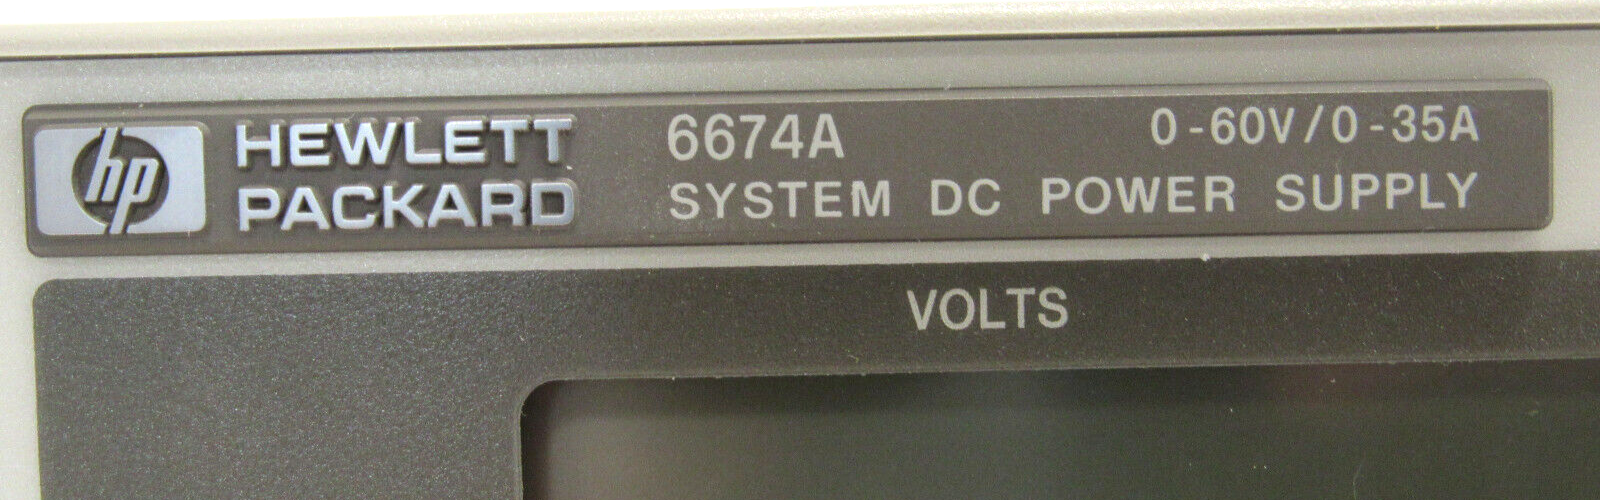 hp HEWLETT PACKARD
6674A 0-60V/0-35A
SYSTEM DC POWER SUPPLY
VOLTS